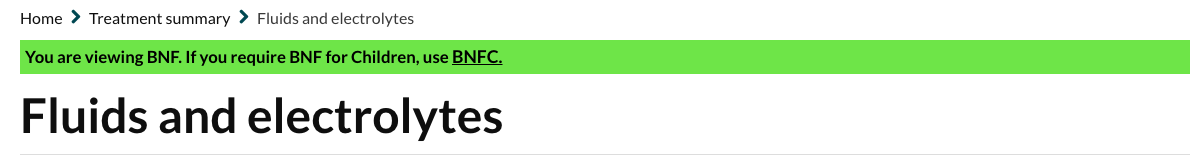 Home Treatment summary Fluids and electrolytes
You are viewing BNF. If you require BNF for Children, use BNFC.
Fluids and electrolytes